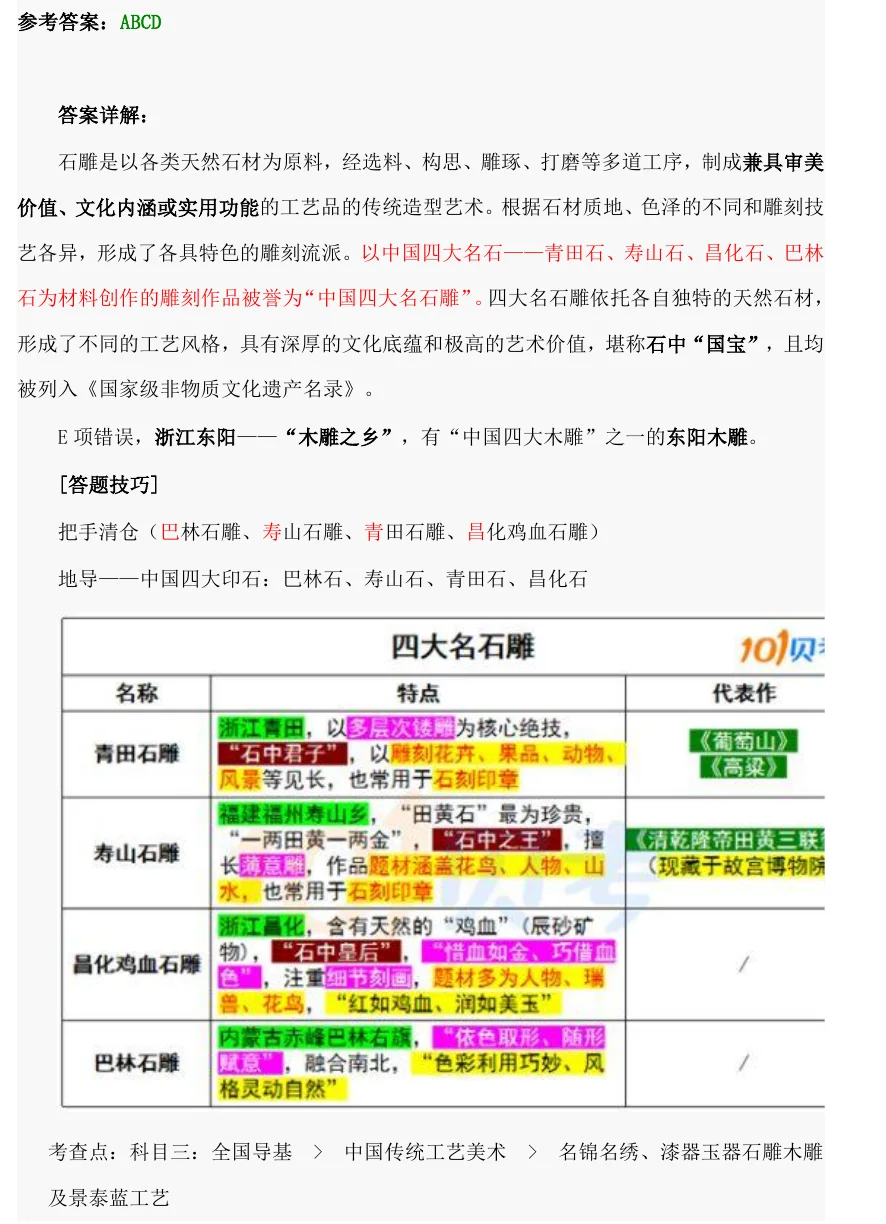 参考答案：ABCD
答案详解：
石雕是以各类天然石材为原料，经选料、构思、雕琢、打磨等多道工序，制成兼具审美
价值、文化内涵或实用功能的工艺品的传统造型艺术。根据石材质地、色泽的不同和雕刻技
艺各异，形成了各具特色的雕刻流派。以中国四大名石——青田石、寿山石、昌化石、巴林
石为材料创作的雕刻作品被誉为“中国四大名石雕”。四大名石雕依托各自独特的天然石材，
形成了不同的工艺风格，具有深厚的文化底蕴和极高的艺术价值，堪称石中“国宝”，且均
被列入《国家级非物质文化遗产名录》。
E 项错误，浙江东阳——“木雕之乡”，有“中国四大木雕”之一的东阳木雕。
[答题技巧]
把手清仓（巴林石雕、寿山石雕、青田石雕、昌化鸡血石雕）
地导——中国四大印石：巴林石、寿山石、青田石、昌化石
四大名石雕
101贝
名称 特点 代表作
青田石雕
浙江青田，以多层次镂雕为核心绝技，
“石中君子”，以雕刻花卉、果品、动物、
风景等见长，也常用于石刻印章
《葡萄山》
《高粱》
寿山石雕
福建福州寿山乡，“田黄石”最为珍贵，
“一两田黄一两金”，“石中之王”，擅
长薄意雕，作品题材涵盖花鸟、人物、山
水，也常用于石刻印章
《清乾隆帝田黄三联
（现藏于故宫博物院
昌化鸡血石雕
浙江昌化，含有天然的“鸡血”（辰砂矿
物），“石中皇后”，“惜血如金、巧借血
色”，注重细节刻画，题材多为人物、瑞
兽、花鸟，“红如鸡血、润如美玉”
/
巴林石雕
内蒙古赤峰巴林右旗，“依色取形、随形
赋意”，融合南北，“色彩利用巧妙、风
格灵动自然”
/
考查点：科目三：全国导基 > 中国传统工艺美术 > 名锦名绣、漆器玉器石雕木雕
及景泰蓝工艺